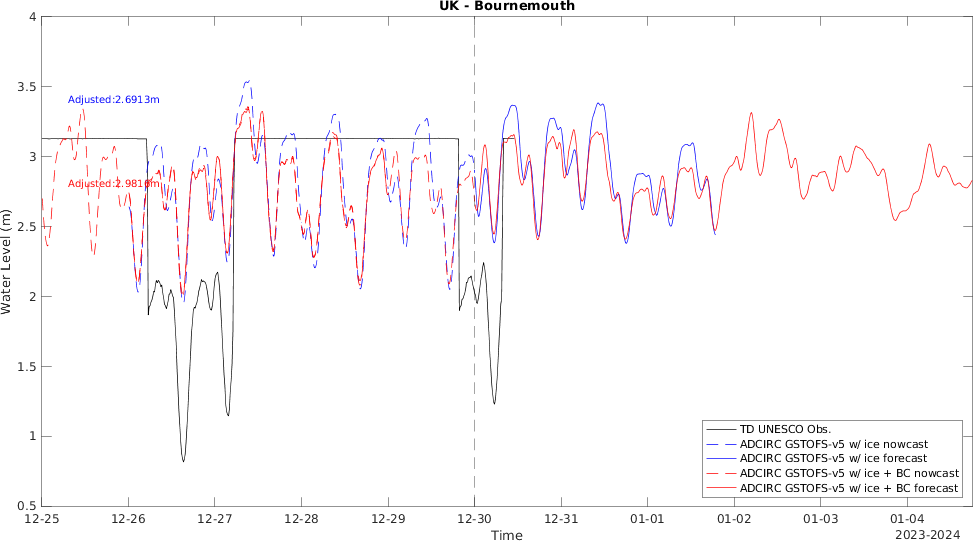 UK - Bournemouth
4
3.5
3
2.5
2
1.5
1
0.5
Water Level (m)
Adjusted:2.6913m
Adjusted:2.9816m
TD UNESCO Obs.
ADCIRC GSTOFS-v5 w/ ice nowcast
ADCIRC GSTOFS-v5 w/ ice forecast
ADCIRC GSTOFS-v5 w/ ice + BC nowcast
ADCIRC GSTOFS-v5 w/ ice + BC forecast
12-25 12-26 12-27 12-28 12-29 12-30 12-31 01-01 01-02 01-03 01-04
Time
2023-2024